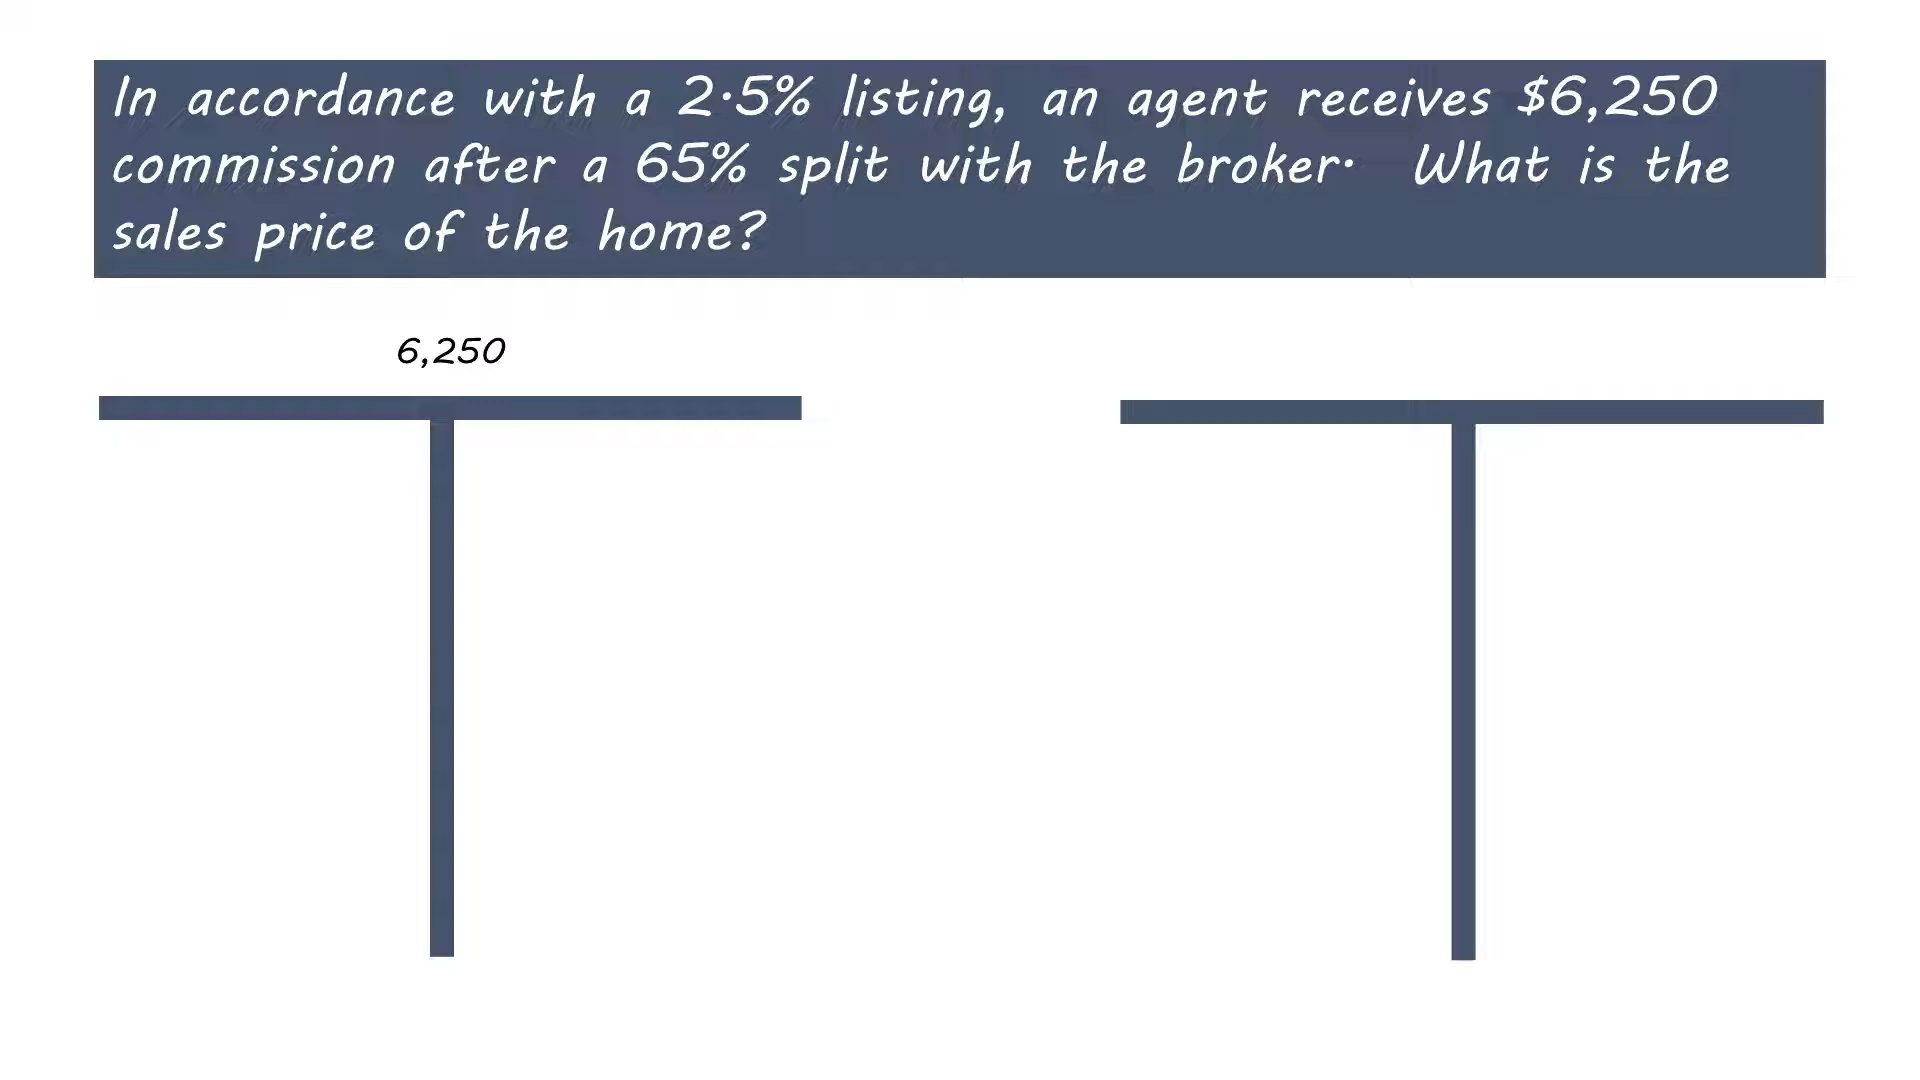 In accordance with a 2.5% listing, an agent receives $6,250
commission after a 65% split with the broker. What is the
sales price of the home?
6,250